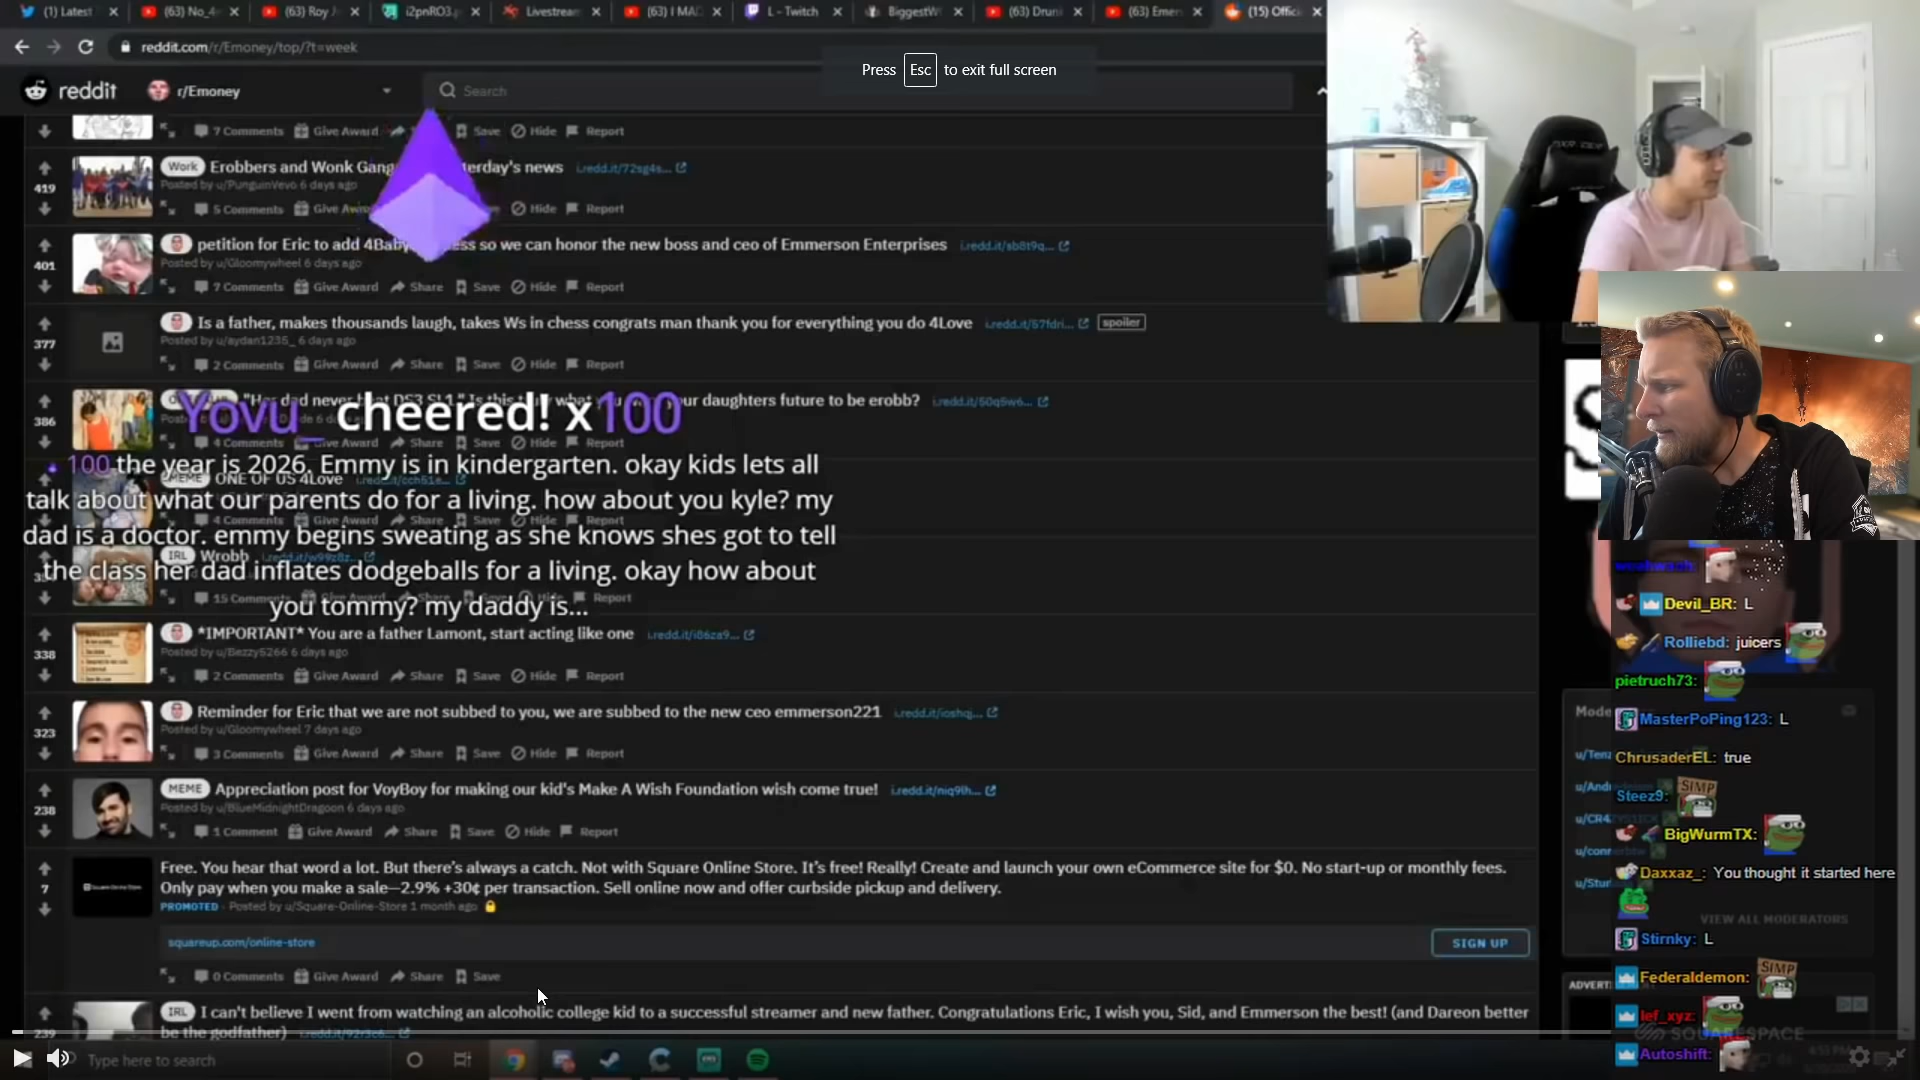 (1) Latest
(63) No_4
(63) Roy J
i2pnRO3.p
Livestream
(63) I MAD
L - Twitch
BiggestW
(63) Drun
(63) Emer
(15) Offic
reddit.com/r/Emoney/top/?t=week
Press Esc to exit full screen
reddit
r/Emoney
Search
7 Comments Give Award Save Hide Report
Work Erobbers and Wonk Gang terday's news i.redd.it/72sg4s...
419 Posted by u/PunguinVevo 6 days ago
5 Comments Give Award Hide Report
petition for Eric to add 4Baby ess so we can honor the new boss and ceo of Emmerson Enterprises i.redd.it/sb8t9q...
401 Posted by u/Gloomywheel 6 days ago
7 Comments Give Award Share Save Hide Report
Is a father, makes thousands laugh, takes Ws in chess congrats man thank you for everything you do 4Love i.redd.it/57fdri... spoiler
377 Posted by u/aydan1235_ 6 days ago
2 Comments Give Award Share Save Hide Report
"Her dad never beat DS3 SL1." Is this your daughters future to be erobb? i.redd.it/50q5w6...
386
4 Comments Give Award Share Save Hide Report
Yovu_ cheered! x100
100 the year is 2026. Emmy is in kindergarten. okay kids lets all
talk about what our parents do for a living. how about you kyle? my
dad is a doctor. emmy begins sweating as she knows shes got to tell
the class her dad inflates dodgeballs for a living. okay how about
you tommy? my daddy is...
MEME ONE OF US 4Love i.redd.it/cch51e...
4 Comments Give Award Share Save Hide Report
IRL Wrobb i.redd.it/w99z8z...
15 Comments Give Award Share Save Hide Report
*IMPORTANT* You are a father Lamont, start acting like one i.redd.it/i86za9...
338 Posted by u/Bezzy5266 6 days ago
2 Comments Give Award Share Save Hide Report
Reminder for Eric that we are not subbed to you, we are subbed to the new ceo emmerson221 i.redd.it/ioshqj...
323 Posted by u/Gloomywheel 7 days ago
3 Comments Give Award Share Save Hide Report
MEME Appreciation post for VoyBoy for making our kid's Make A Wish Foundation wish come true! i.redd.it/niq9lh...
238 Posted by u/BlueMidnightDragoon 6 days ago
1 Comment Give Award Share Save Hide Report
Free. You hear that word a lot. But there's always a catch. Not with Square Online Store. It's free! Really! Create and launch your own eCommerce site for $0. No start-up or monthly fees.
7 Only pay when you make a sale—2.9% +30¢ per transaction. Sell online now and offer curbside pickup and delivery.
PROMOTED · Posted by u/Square-Online-Store 1 month ago
squareup.com/online-store
SIGN UP
0 Comments Give Award Share Save
IRL I can't believe I went from watching an alcoholic college kid to a successful streamer and new father. Congratulations Eric, I wish you, Sid, and Emmerson the best! (and Dareon better
239 be the godfather) i.redd.it/92r3c6...
Type here to search
Devil_BR: L
Rolliebd: juicers
pietruch73:
MasterPoPing123: L
ChrusaderEL: true
Steez9: SIMP
BigWurmTX:
Daxxaz_: You thought it started here
VIEW ALL MODERATORS
Stirnky: L
Federaldemon: SIMP
ADVERT
lef_xyz:
SQUARESPACE
Autoshift: